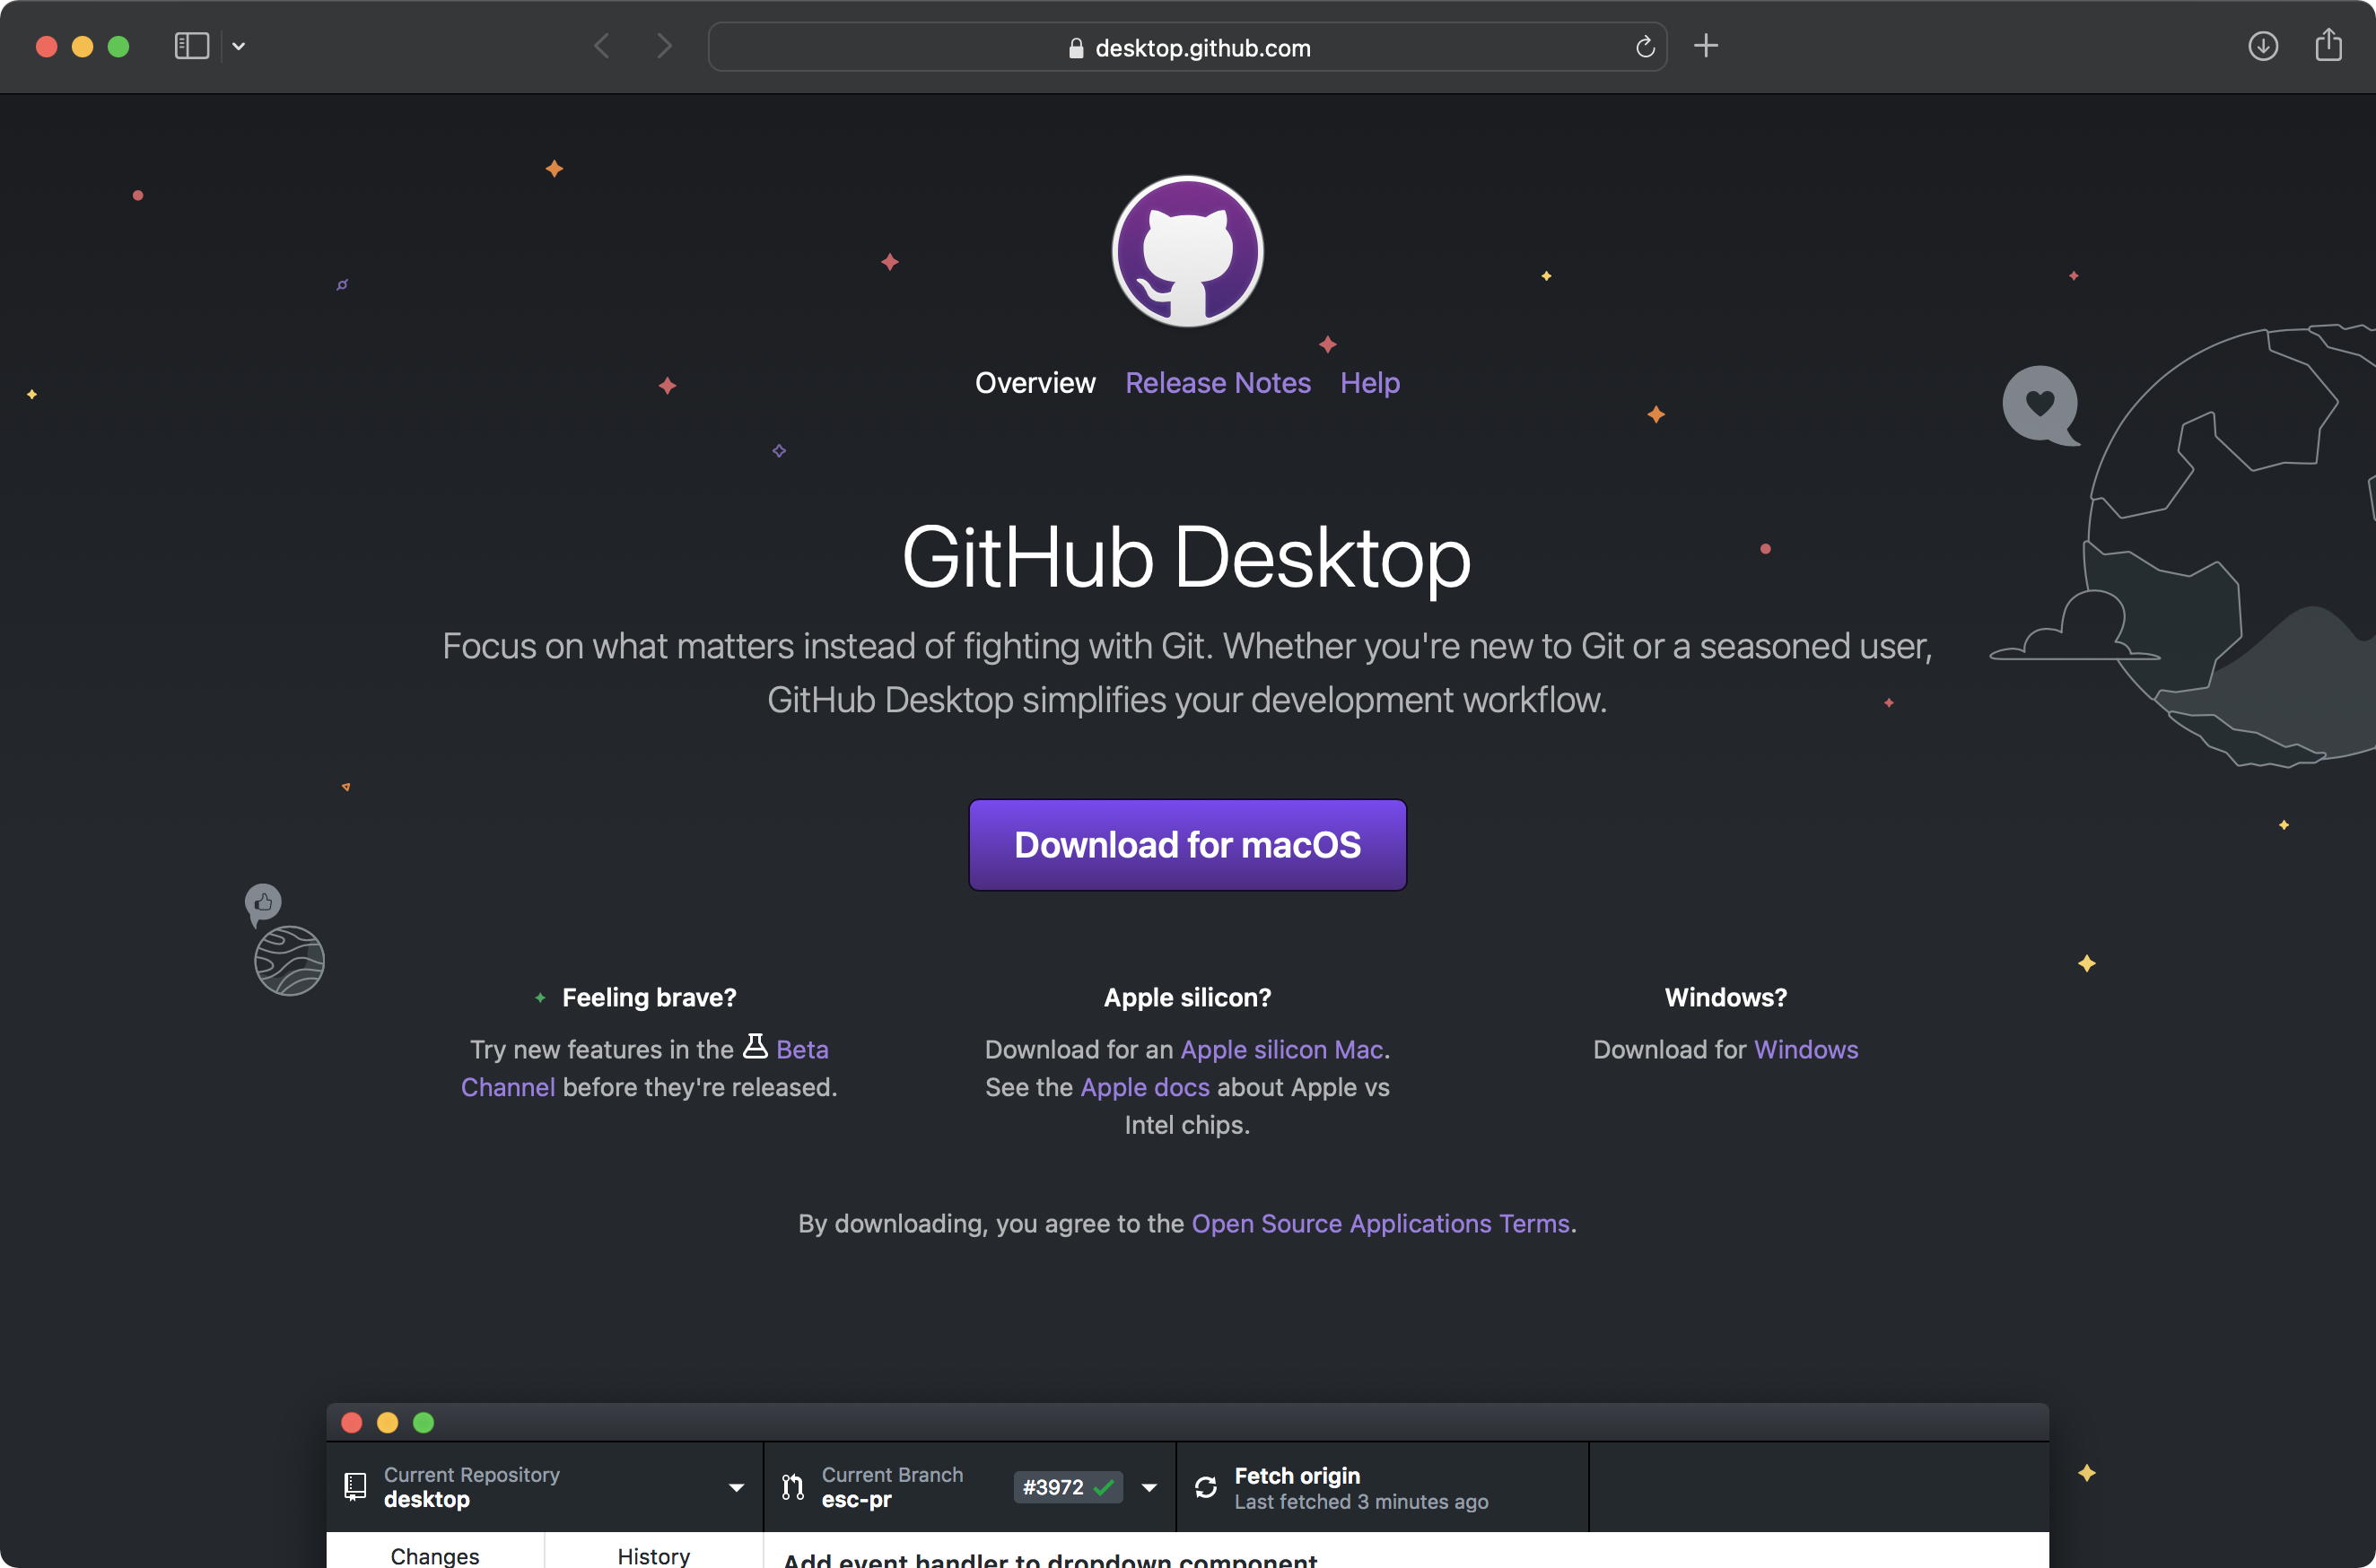 desktop.github.com
Overview Release Notes Help
GitHub Desktop
Focus on what matters instead of fighting with Git. Whether you're new to Git or a seasoned user,
GitHub Desktop simplifies your development workflow.
Download for macOS
Feeling brave?
Try new features in the Beta
Channel before they're released.
Apple silicon?
Download for an Apple silicon Mac.
See the Apple docs about Apple vs
Intel chips.
Windows?
Download for Windows
By downloading, you agree to the Open Source Applications Terms.
Current Repository
desktop
Current Branch
esc-pr
#3972
Fetch origin
Last fetched 3 minutes ago
Changes
History
Add event handler to dropdown component